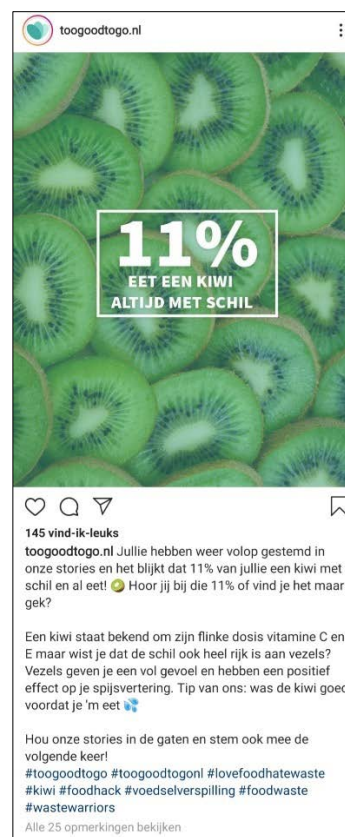 toogoodtogo.nl
11%
EET EEN KIWI
ALTIJD MET SCHIL
145 vind-ik-leuks
toogoodtogo.nl Jullie hebben weer volop gestemd in
onze stories en het blijkt dat 11% van jullie een kiwi met
schil en al eet! 🥝 Hoor jij bij die 11% of vind je het maar
gek?
Een kiwi staat bekend om zijn flinke dosis vitamine C en
E maar wist je dat de schil ook heel rijk is aan vezels?
Vezels geven je een vol gevoel en hebben een positief
effect op je spijsvertering. Tip van ons: was de kiwi goed
voordat je 'm eet 💦
Hou onze stories in de gaten en stem ook mee de
volgende keer!
#toogoodtogo #toogoodtogonl #lovefoodhatewaste
#kiwi #foodhack #voedselverspilling #foodwaste
#wastewarriors
Alle 25 opmerkingen bekijken